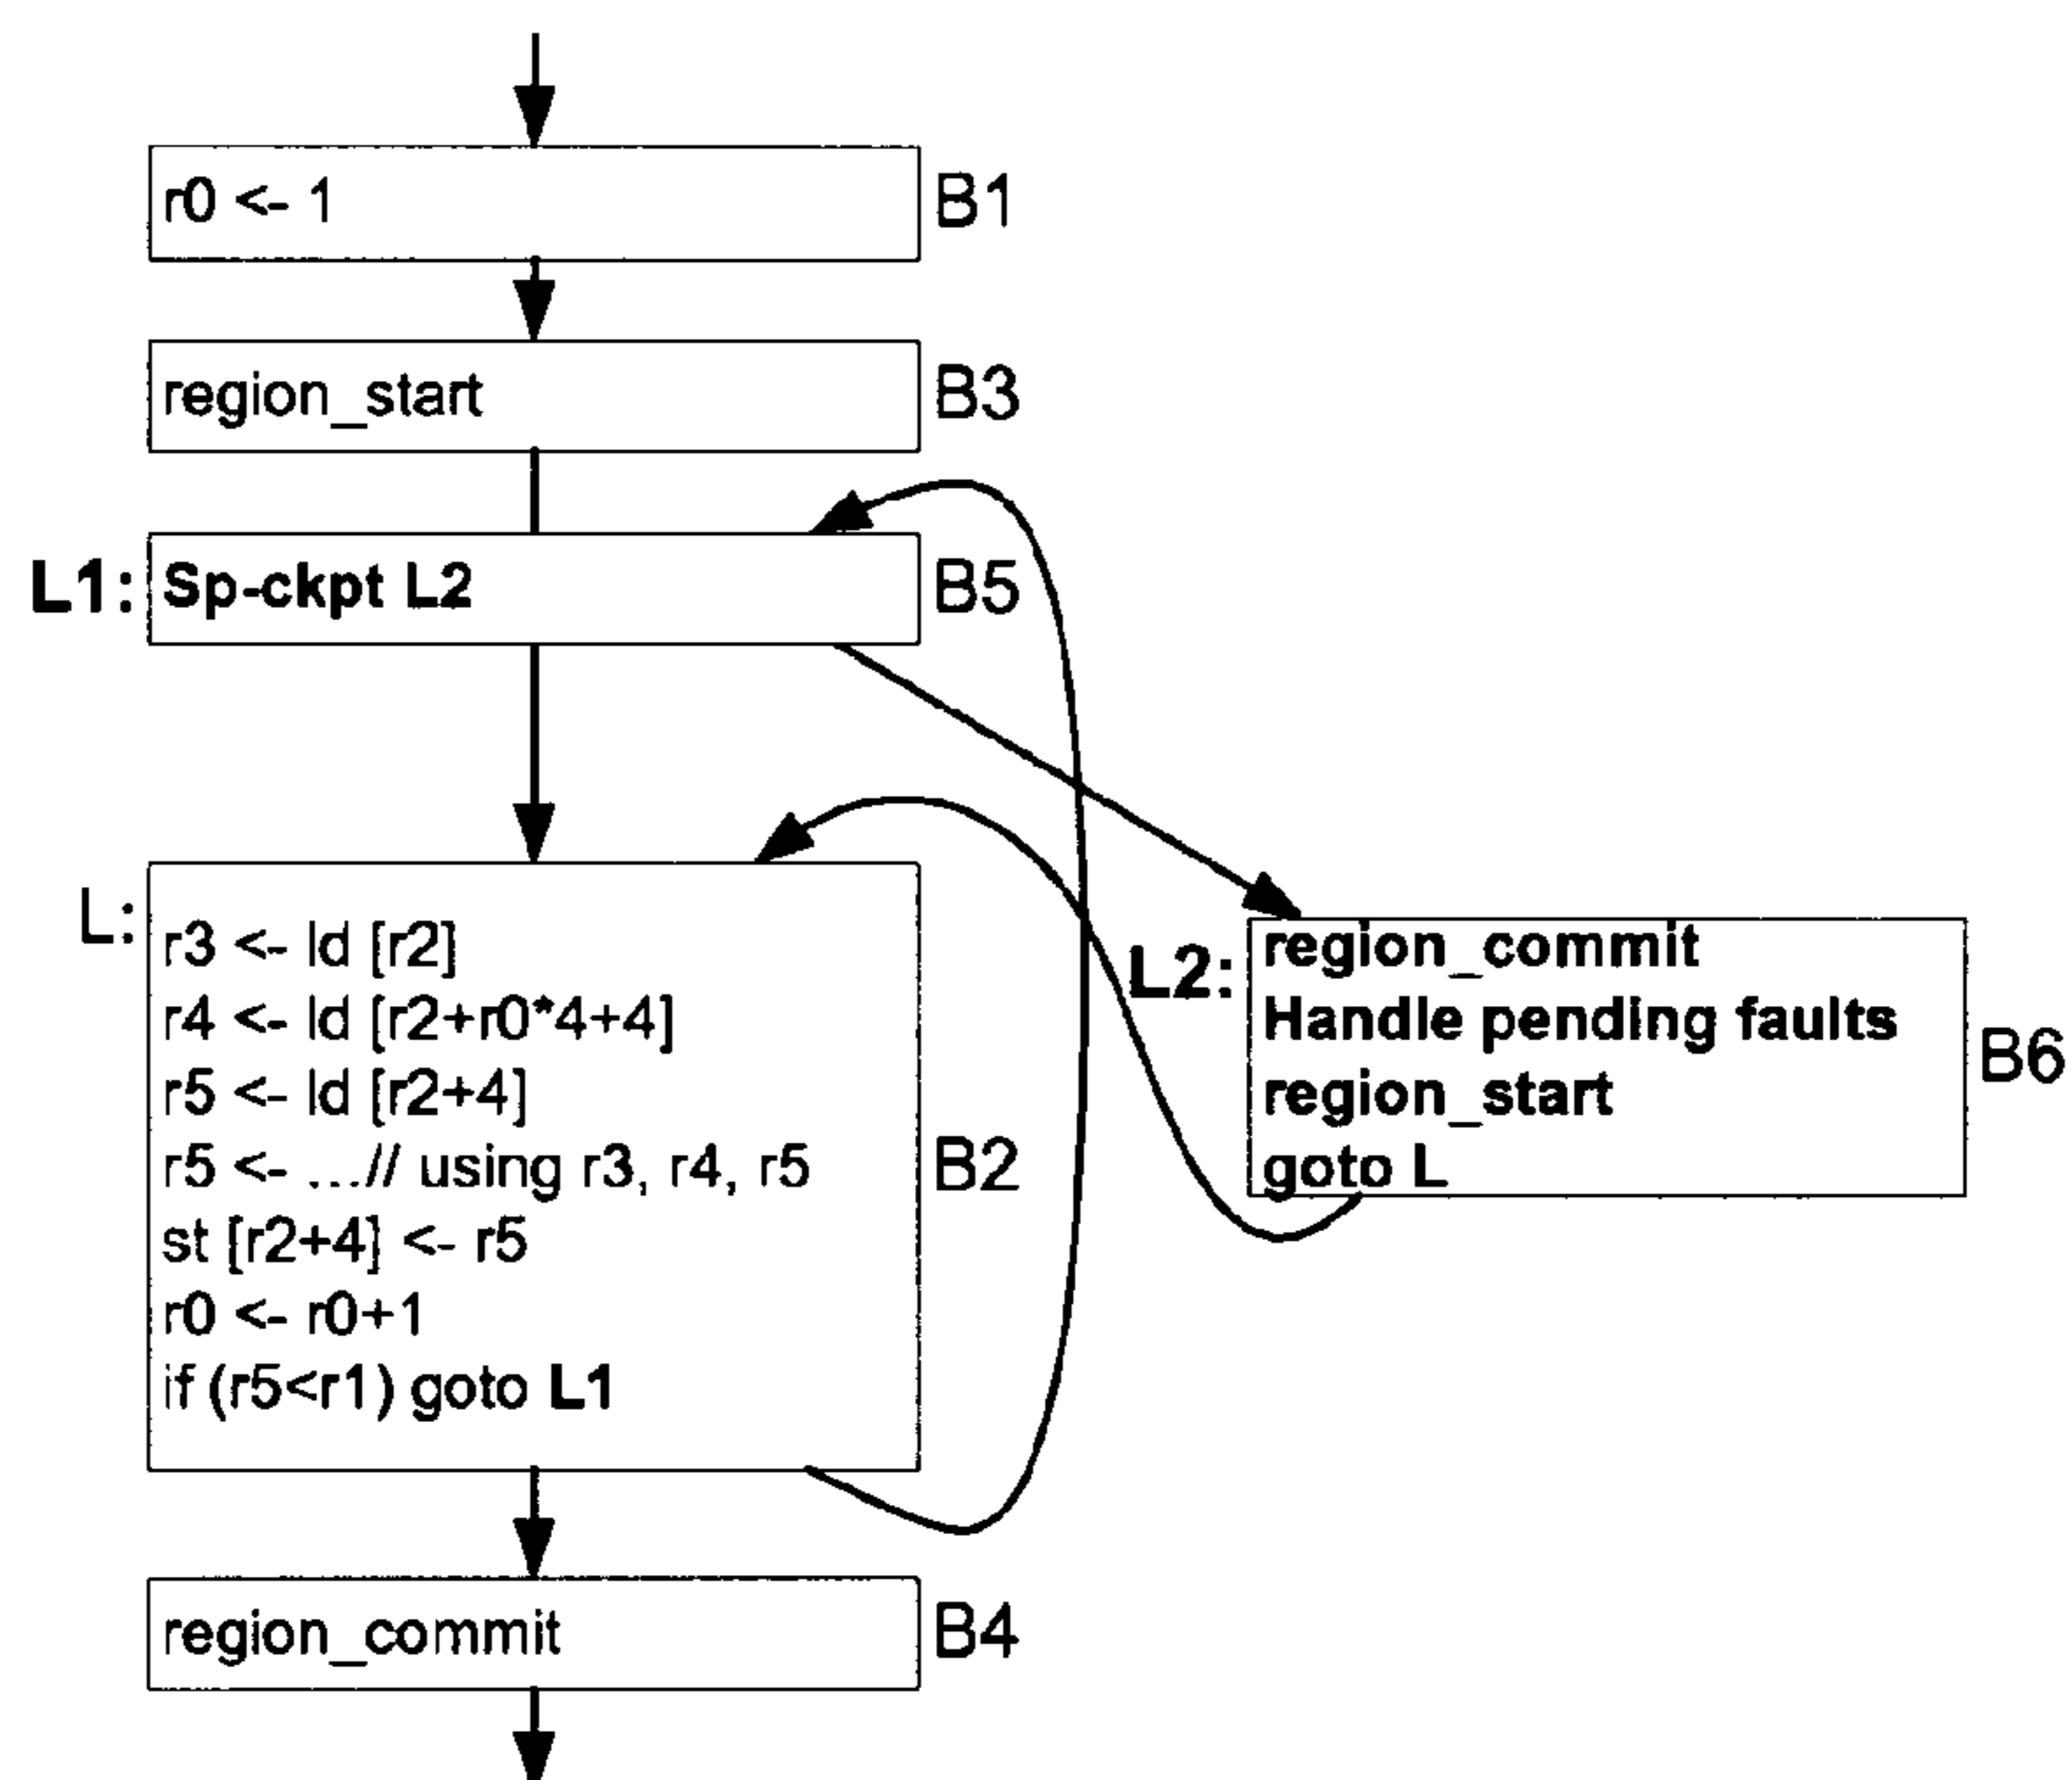 r0 <- 1 B1
region_start B3
L1: Sp-ckpt L2 B5
L:
r3 <- ld [r2]
r4 <- ld [r2+r0*4+4]
r5 <- ld [r2+4]
r5 <- ...// using r3, r4, r5
st [r2+4] <- r5
r0 <- r0+1
if (r5<r1) goto L1
B2
L2:
region_commit
Handle pending faults
region_start
goto L
B6
region_commit B4